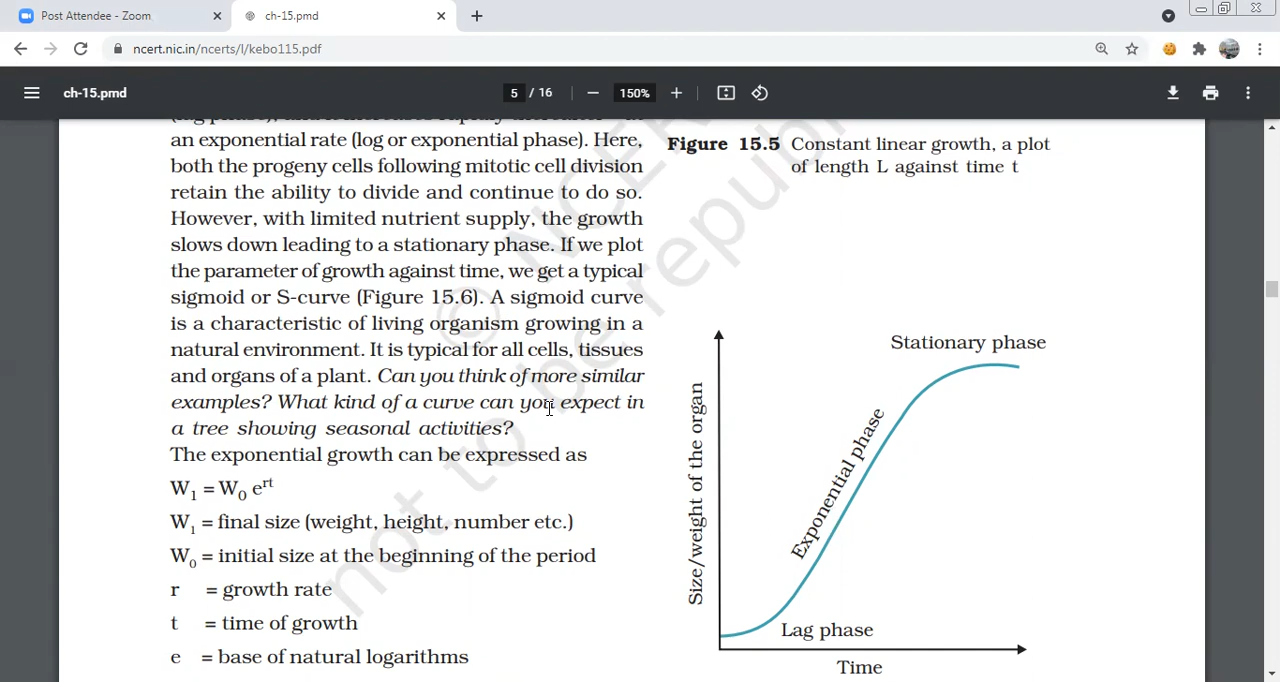 Post Attendee - Zoom
ch-15.pmd
ncert.nic.in/ncerts/l/kebo115.pdf
ch-15.pmd
5 / 16
150%
an exponential rate (log or exponential phase). Here,
both the progeny cells following mitotic cell division
retain the ability to divide and continue to do so.
However, with limited nutrient supply, the growth
slows down leading to a stationary phase. If we plot
the parameter of growth against time, we get a typical
sigmoid or S-curve (Figure 15.6). A sigmoid curve
is a characteristic of living organism growing in a
natural environment. It is typical for all cells, tissues
and organs of a plant. Can you think of more similar
examples? What kind of a curve can you expect in
a tree showing seasonal activities?
The exponential growth can be expressed as
W1 = W0 e^rt
W1 = final size (weight, height, number etc.)
W0 = initial size at the beginning of the period
r = growth rate
t = time of growth
e = base of natural logarithms
Figure 15.5 Constant linear growth, a plot
of length L against time t
Stationary phase
Exponential phase
Size/weight of the organ
Lag phase
Time
© NCERT
not to be republi